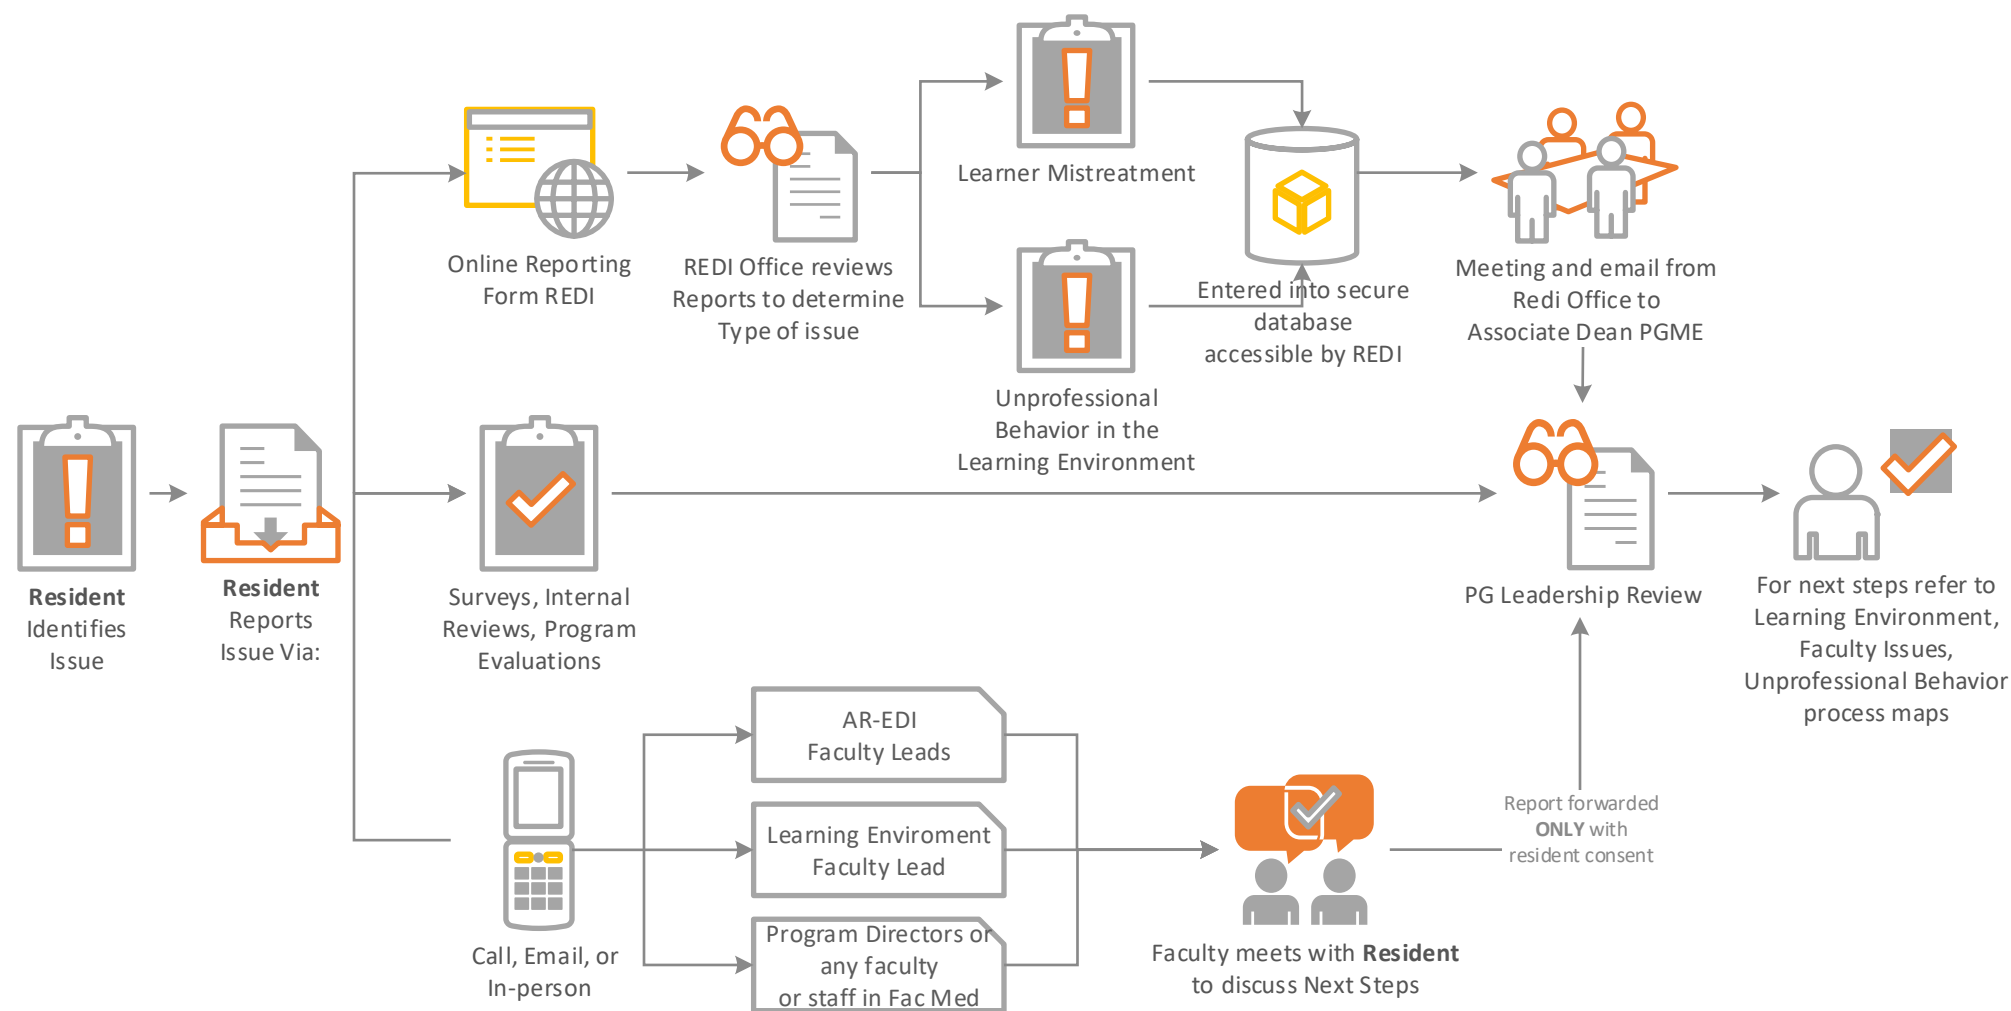 Learner Mistreatment
Online Reporting
Form REDI
REDI Office reviews
Reports to determine
Type of issue
Entered into secure
database
accessible by REDI
Meeting and email from
Redi Office to
Associate Dean PGME
Unprofessional
Behavior in the
Learning Environment
Resident
Identifies
Issue
Resident
Reports
Issue Via:
Surveys, Internal
Reviews, Program
Evaluations
PG Leadership Review
For next steps refer to
Learning Environment,
Faculty Issues,
Unprofessional Behavior
process maps
AR-EDI
Faculty Leads
Learning Enviroment
Faculty Lead
Program Directors or
any faculty
or staff in Fac Med
Call, Email, or
In-person
Faculty meets with Resident
to discuss Next Steps
Report forwarded
ONLY with
resident consent